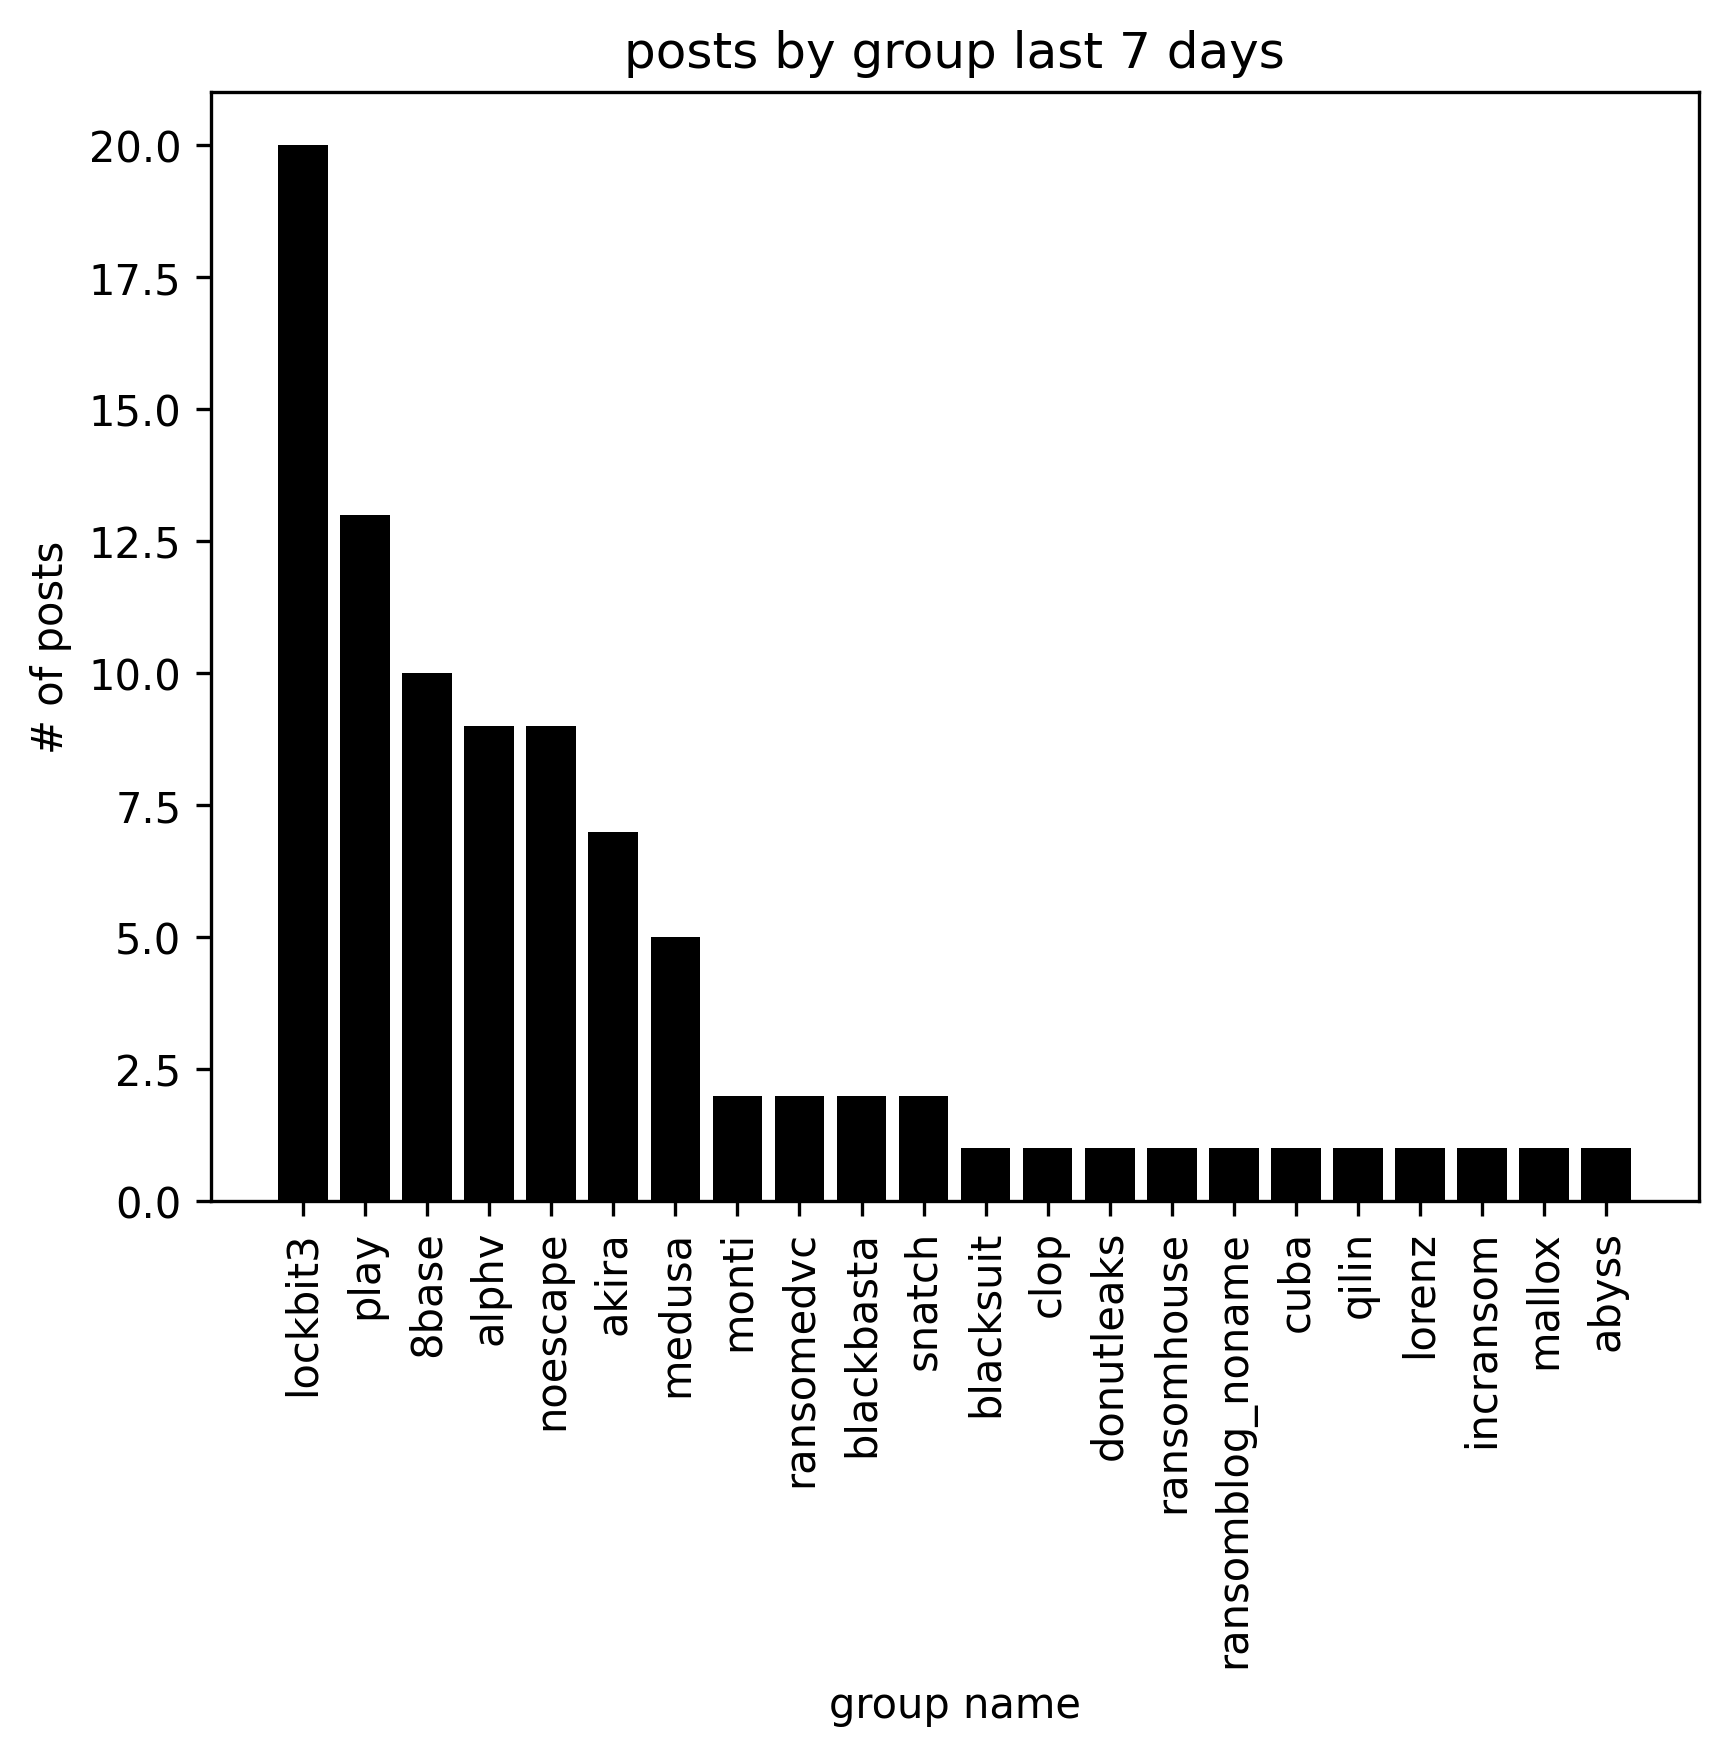 posts by group last 7 days
20.0
17.5
15.0
12.5
10.0
7.5
5.0
2.5
0.0
# of posts
lockbit3
play
8base
alphv
noescape
akira
medusa
monti
ransomedvc
blackbasta
snatch
blacksuit
clop
donutleaks
ransomhouse
ransomblog_noname
cuba
qilin
lorenz
incransom
mallox
abyss
group name